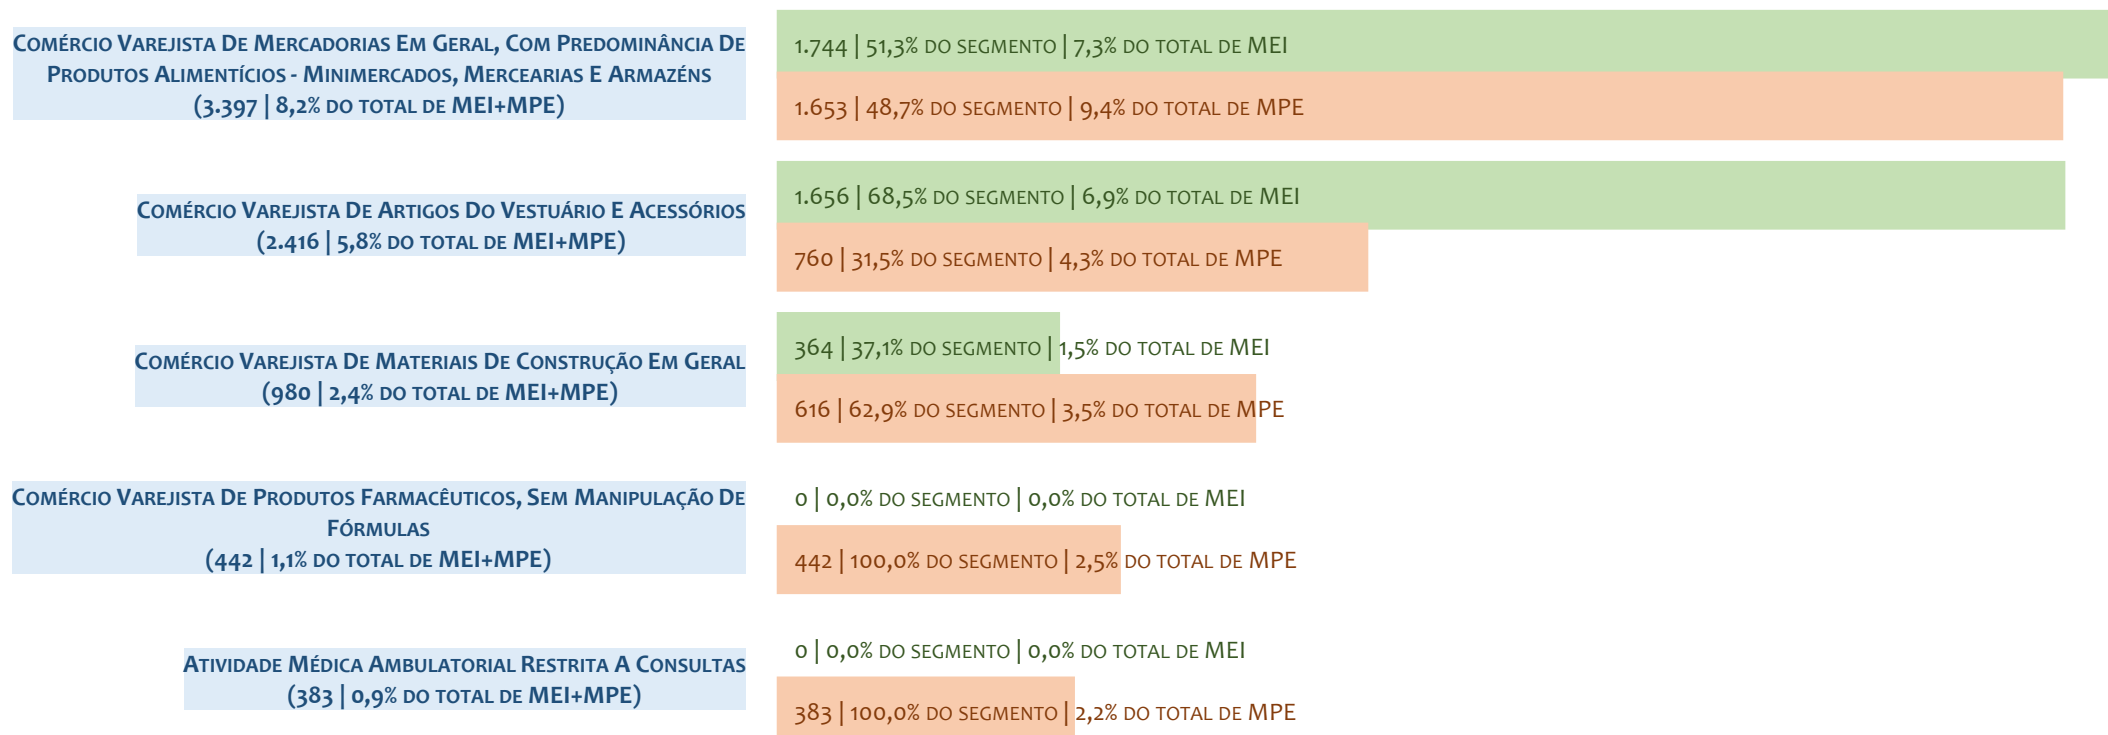 Comércio Varejista De Mercadorias Em Geral, Com Predominância De
Produtos Alimentícios - Minimercados, Mercearias E Armazéns
(3.397 | 8,2% do total de MEI+MPE)
1.744 | 51,3% do segmento | 7,3% do total de MEI
1.653 | 48,7% do segmento | 9,4% do total de MPE
Comércio Varejista De Artigos Do Vestuário E Acessórios
(2.416 | 5,8% do total de MEI+MPE)
1.656 | 68,5% do segmento | 6,9% do total de MEI
760 | 31,5% do segmento | 4,3% do total de MPE
Comércio Varejista De Materiais De Construção Em Geral
(980 | 2,4% do total de MEI+MPE)
364 | 37,1% do segmento | 1,5% do total de MEI
616 | 62,9% do segmento | 3,5% do total de MPE
Comércio Varejista De Produtos Farmacêuticos, Sem Manipulação De
Fórmulas
(442 | 1,1% do total de MEI+MPE)
0 | 0,0% do segmento | 0,0% do total de MEI
442 | 100,0% do segmento | 2,5% do total de MPE
Atividade Médica Ambulatorial Restrita A Consultas
(383 | 0,9% do total de MEI+MPE)
0 | 0,0% do segmento | 0,0% do total de MEI
383 | 100,0% do segmento | 2,2% do total de MPE